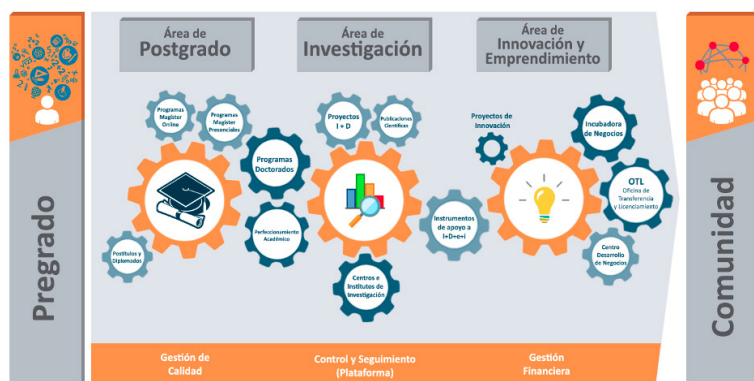 Pregrado
Área de
Postgrado
Programas
Magíster
Online
Programas
Magíster
Presenciales
Programas
Doctorados
Perfeccionamiento
Académico
Postítulos y
Diplomados
Área de
Investigación
Proyectos
I + D
Publicaciones
Científicas
Instrumentos
de apoyo a
I+D+e+i
Centros e
Institutos de
Investigación
Área de
Innovación y
Emprendimiento
Proyectos de
Innovación
Incubadora
de Negocios
OTL
Oficina de
Transferencia
y Licenciamiento
Centro
Desarrollo
de Negocios
Gestión de
Calidad
Control y Seguimiento
(Plataforma)
Gestión
Financiera
Comunidad